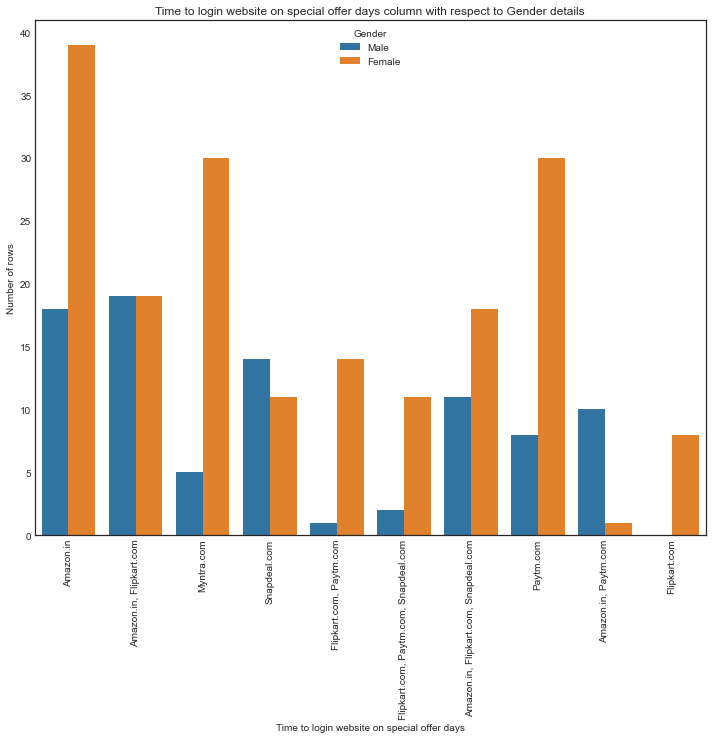 Time to login website on special offer days column with respect to Gender details
Gender
Male
Female
Number of rows
40
35
30
25
20
15
10
5
0
Amazon.in
Amazon.in, Flipkart.com
Myntra.com
Snapdeal.com
Flipkart.com, Paytm.com
Flipkart.com, Paytm.com, Snapdeal.com
Amazon.in, Flipkart.com, Snapdeal.com
Paytm.com
Amazon.in, Paytm.com
Flipkart.com
Time to login website on special offer days